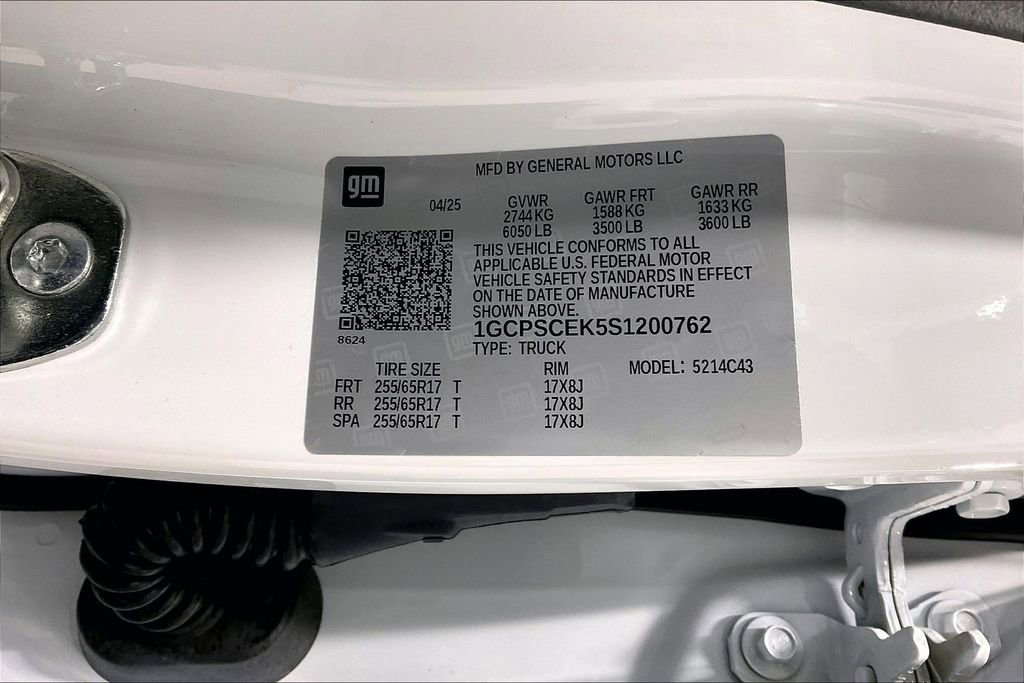 MFD BY GENERAL MOTORS LLC
gm
04/25
GVWR GAWR FRT GAWR RR
2744 KG 1588 KG 1633 KG
6050 LB 3500 LB 3600 LB
THIS VEHICLE CONFORMS TO ALL
APPLICABLE U.S. FEDERAL MOTOR
VEHICLE SAFETY STANDARDS IN EFFECT
ON THE DATE OF MANUFACTURE
SHOWN ABOVE.
1GCPSCEK5S1200762
8624
TYPE: TRUCK
TIRE SIZE RIM MODEL: 5214C43
FRT 255/65R17 T 17X8J
RR 255/65R17 T 17X8J
SPA 255/65R17 T 17X8J